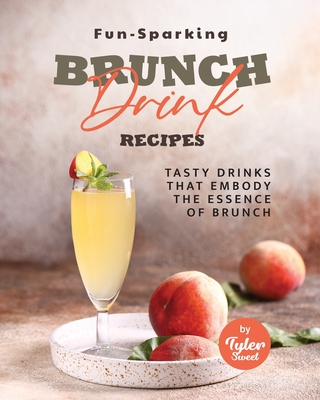 Fun-Sparking
BRUNCH
Drink
RECIPES
TASTY DRINKS
THAT EMBODY
THE ESSENCE
OF BRUNCH
by
Tyler
Sweet